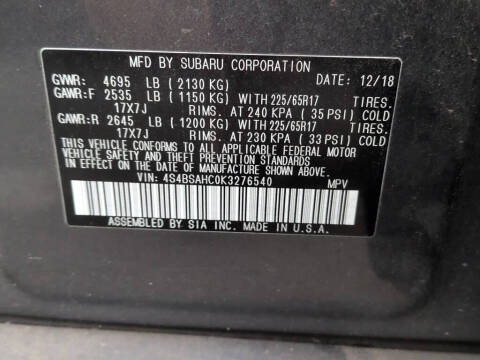 MFD BY SUBARU CORPORATION
GVWR: 4695 LB ( 2130 KG) DATE: 12/18
GAWR:F 2535 LB ( 1150 KG) WITH 225/65R17 TIRES.
17X7J RIMS. AT 240 KPA ( 35 PSI) COLD
GAWR:R 2645 LB ( 1200 KG) WITH 225/65R17 TIRES.
17X7J RIMS. AT 230 KPA ( 33 PSI) COLD
THIS VEHICLE CONFORMS TO ALL APPLICABLE FEDERAL MOTOR
VEHICLE SAFETY AND THEFT PREVENTION STANDARDS
IN EFFECT ON THE DATE OF MANUFACTURE SHOWN ABOVE.
VIN: 4S4BSAHC0K3276540 MPV
ASSEMBLED BY SIA INC. MADE IN U.S.A.